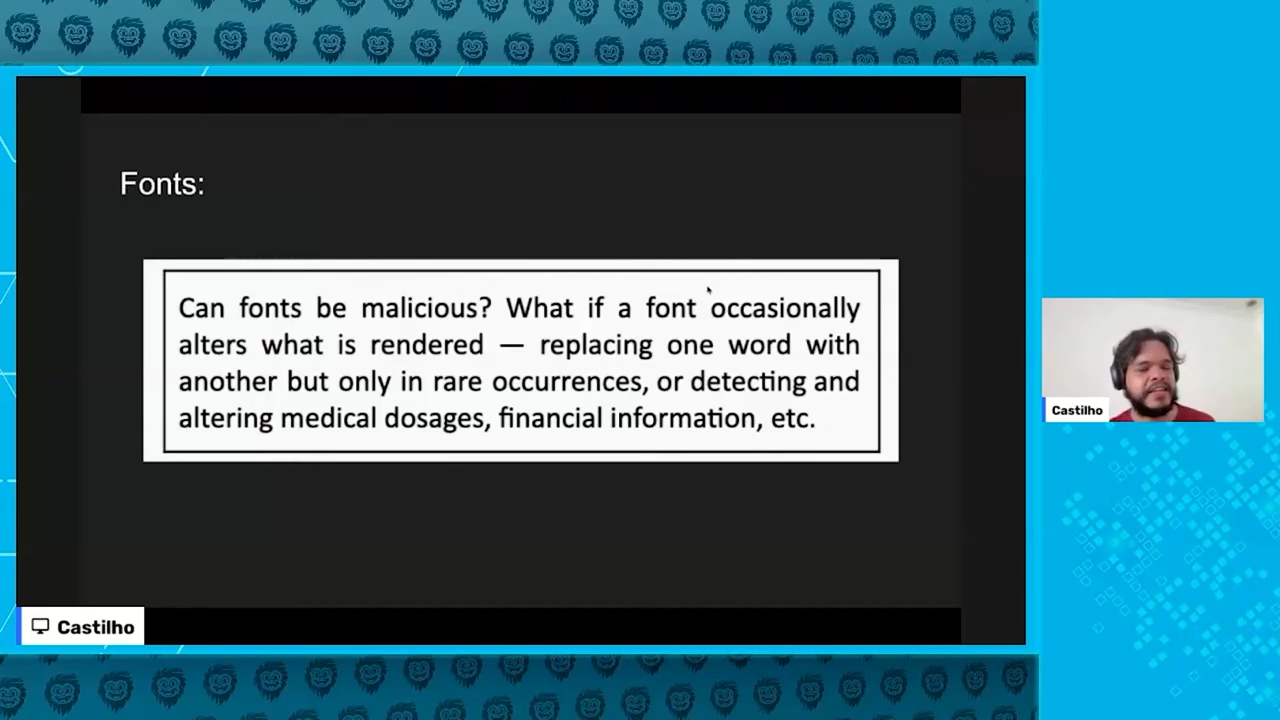 Fonts:
Can fonts be malicious? What if a font occasionally
alters what is rendered — replacing one word with
another but only in rare occurrences, or detecting and
altering medical dosages, financial information, etc.
Castilho
Castilho